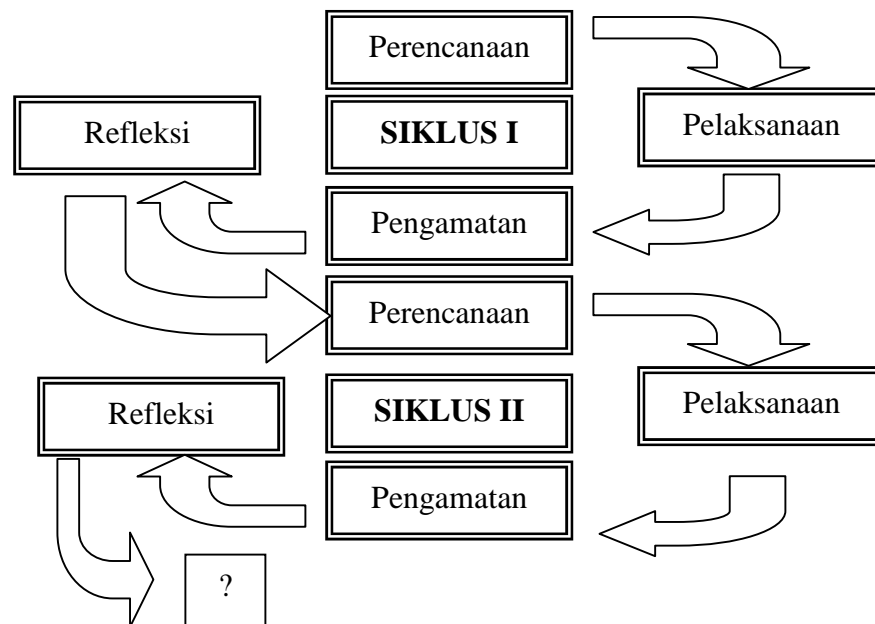 Perencanaan
Refleksi
SIKLUS I
Pelaksanaan
Pengamatan
Perencanaan
Refleksi
SIKLUS II
Pelaksanaan
Pengamatan
?